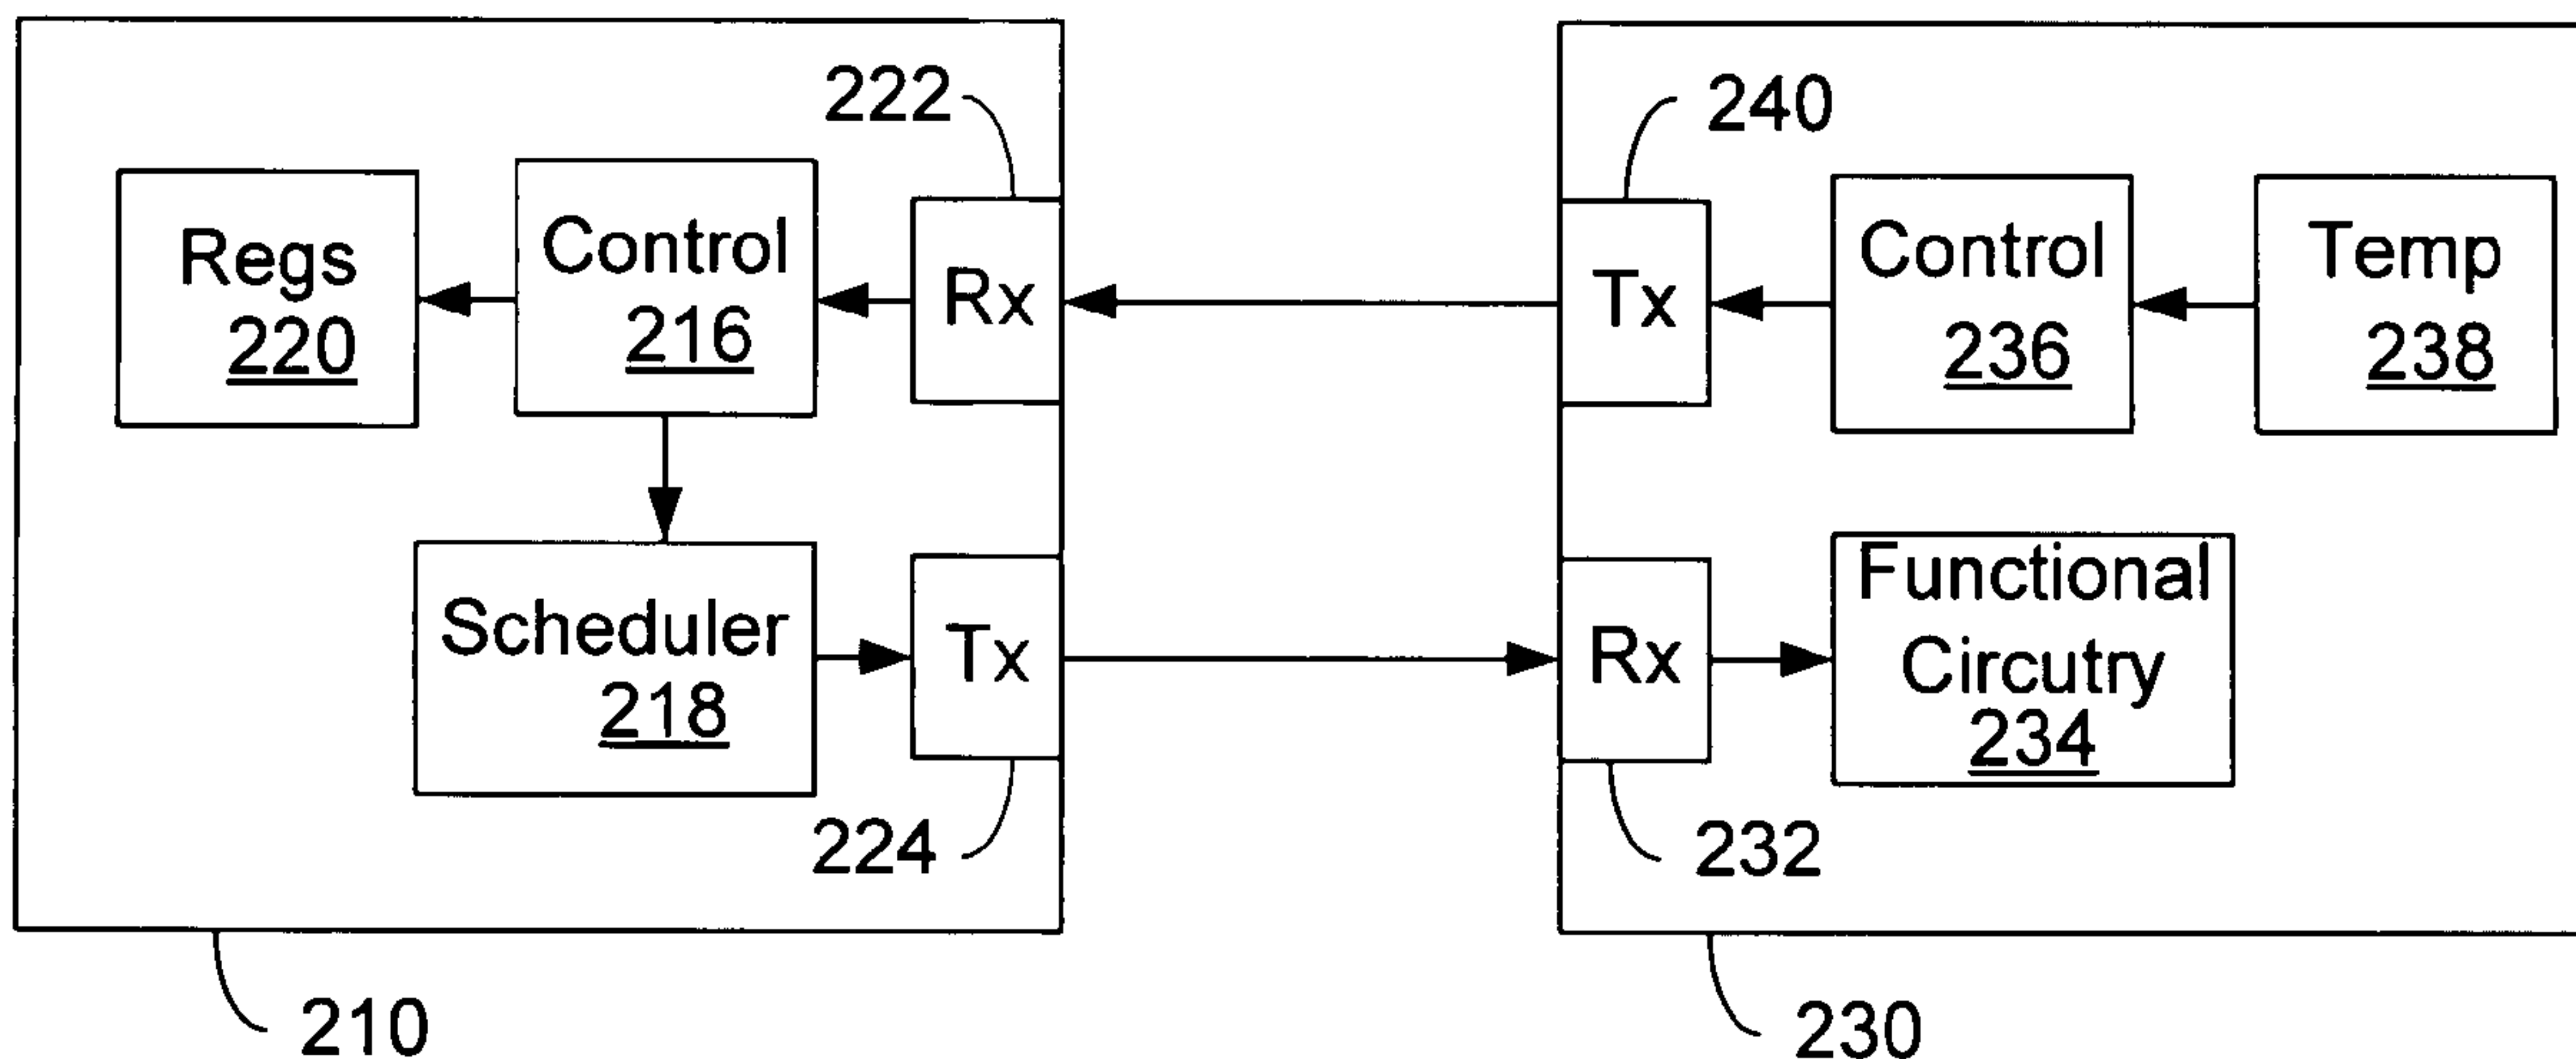 222
240
Regs
220
Control
216
Rx
Tx
Control
236
Temp
238
Scheduler
218
Tx
Rx
Functional
Circutry
234
224
232
210
230